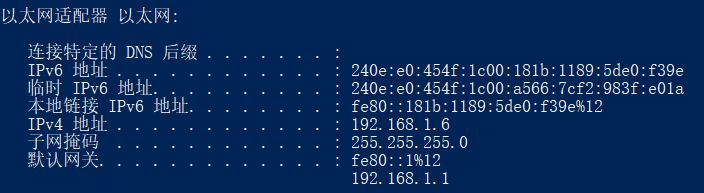 以太网适配器 以太网:
连接特定的 DNS 后缀 . . . . . . . :
IPv6 地址 . . . . . . . . . . . . : 240e:e0:454f:1c00:181b:1189:5de0:f39e
临时 IPv6 地址. . . . . . . . . . : 240e:e0:454f:1c00:a566:7cf2:983f:e01a
本地链接 IPv6 地址. . . . . . . . : fe80::181b:1189:5de0:f39e%12
IPv4 地址 . . . . . . . . . . . . : 192.168.1.6
子网掩码 . . . . . . . . . . . . : 255.255.255.0
默认网关. . . . . . . . . . . . . : fe80::1%12
192.168.1.1